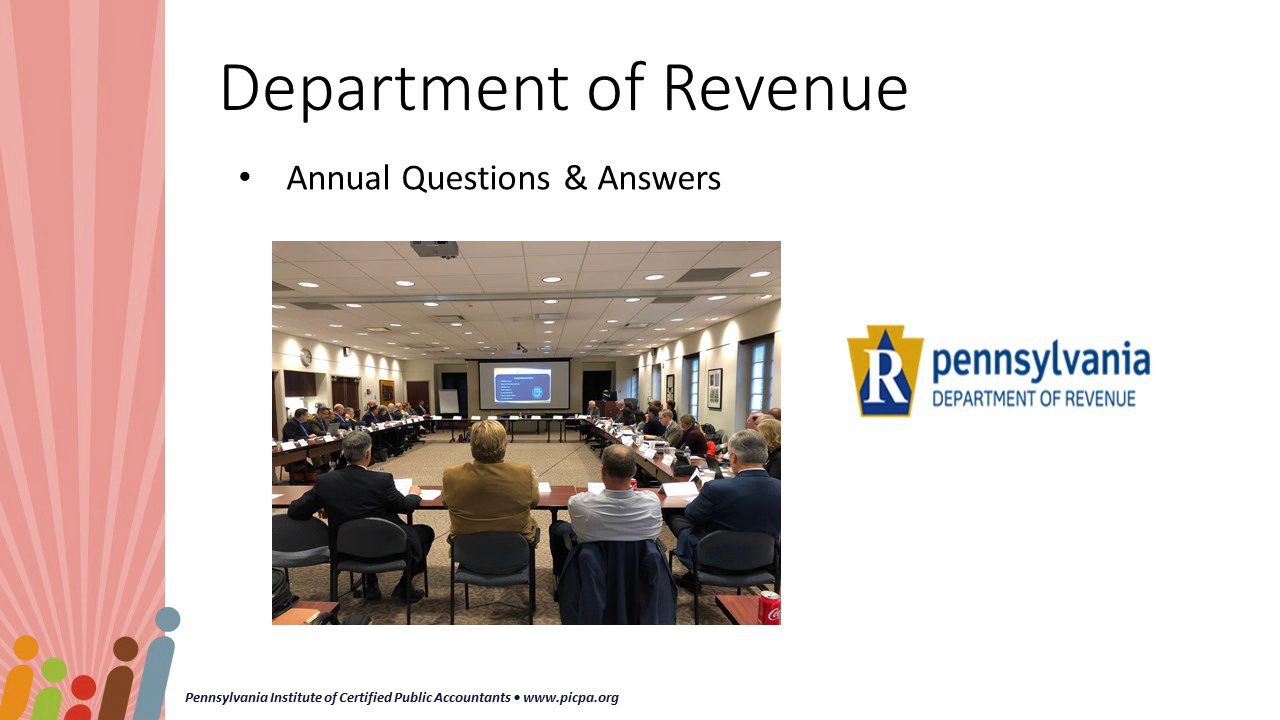 Department of Revenue
• Annual Questions & Answers
R
pennsylvania
DEPARTMENT OF REVENUE
Pennsylvania Institute of Certified Public Accountants • www.picpa.org